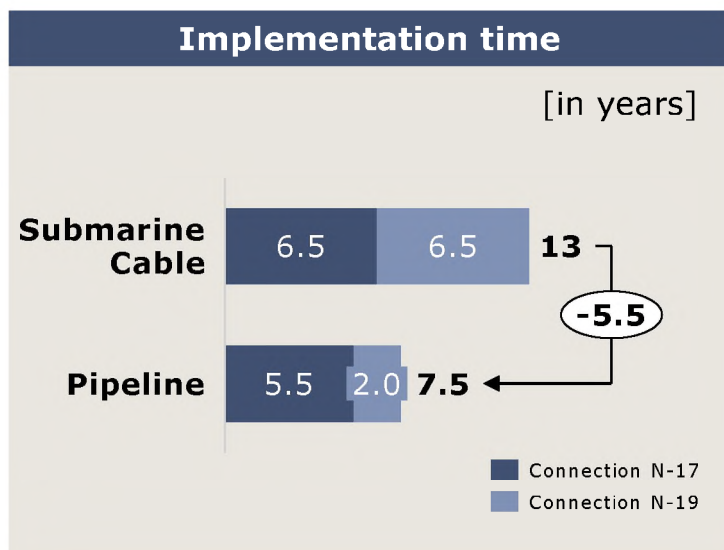 Implementation time
[in years]
Submarine
Cable
6.5 6.5 13
-5.5
Pipeline 5.5 2.0 7.5
Connection N-17
Connection N-19